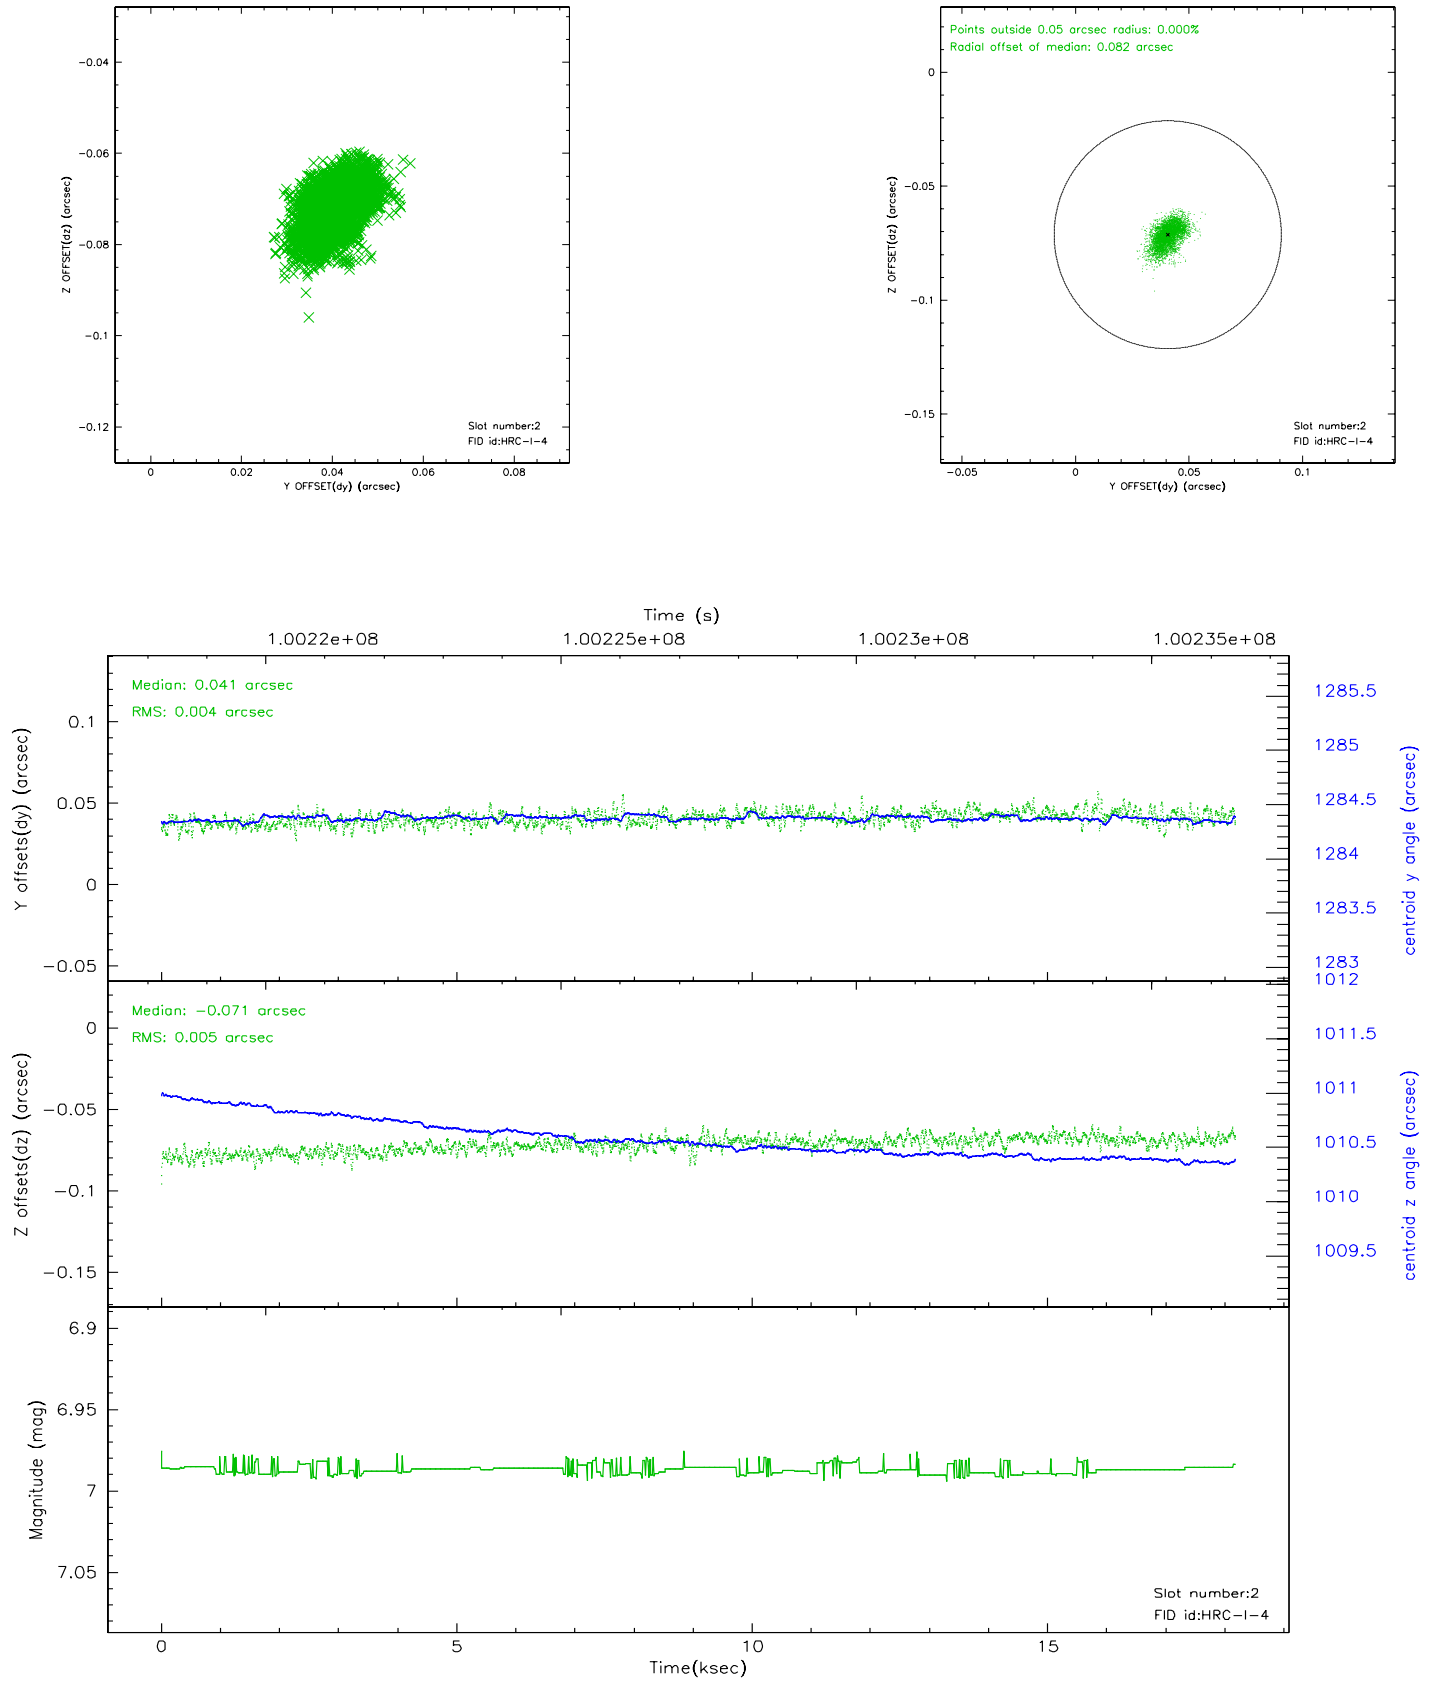 -0.04
-0.06
-0.08
-0.1
-0.12
Z OFFSET(dz) (arcsec)
Slot number:2
FID id:HRC-I-4
0 0.02 0.04 0.06 0.08
Y OFFSET(dy) (arcsec)
Points outside 0.05 arcsec radius: 0.000%
Radial offset of median: 0.082 arcsec
0
-0.05
-0.1
-0.15
Z OFFSET(dz) (arcsec)
Slot number:2
FID id:HRC-I-4
-0.05 0 0.05 0.1
Y OFFSET(dy) (arcsec)
Time (s)
1.0022e+08 1.00225e+08 1.0023e+08 1.00235e+08
Median: 0.041 arcsec
RMS: 0.004 arcsec
0.1
0.05
0
-0.05
Y offsets(dy) (arcsec)
1285.5
1285
1284.5
1284
1283.5
1283
centroid y angle (arcsec)
Median: -0.071 arcsec
RMS: 0.005 arcsec
0
-0.05
-0.1
-0.15
Z offsets(dz) (arcsec)
1012
1011.5
1011
1010.5
1010
1009.5
centroid z angle (arcsec)
6.9
6.95
7
7.05
Magnitude (mag)
Slot number:2
FID id:HRC-I-4
0 5 10 15
Time(ksec)